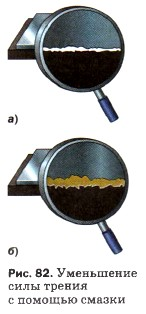 а)
б)
Рис. 82. Уменьшение
силы трения
с помощью смазки